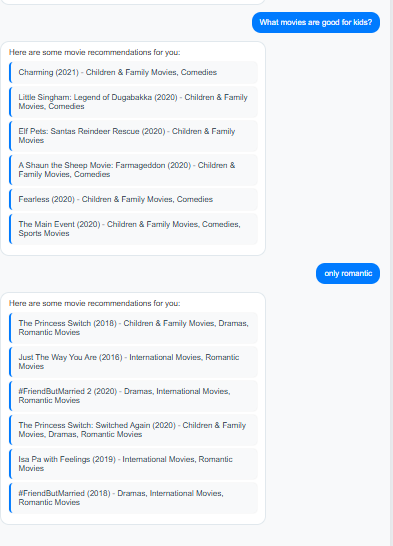 What movies are good for kids?
Here are some movie recommendations for you:
Charming (2021) - Children & Family Movies, Comedies
Little Singham: Legend of Dugabakka (2020) - Children & Family
Movies, Comedies
Elf Pets: Santas Reindeer Rescue (2020) - Children & Family
Movies
A Shaun the Sheep Movie: Farmageddon (2020) - Children &
Family Movies, Comedies
Fearless (2020) - Children & Family Movies, Comedies
The Main Event (2020) - Children & Family Movies, Comedies,
Sports Movies
only romantic
Here are some movie recommendations for you:
The Princess Switch (2018) - Children & Family Movies, Dramas,
Romantic Movies
Just The Way You Are (2016) - International Movies, Romantic
Movies
#FriendButMarried 2 (2020) - Dramas, International Movies,
Romantic Movies
The Princess Switch: Switched Again (2020) - Children & Family
Movies, Dramas, Romantic Movies
Isa Pa with Feelings (2019) - International Movies, Romantic
Movies
#FriendButMarried (2018) - Dramas, International Movies,
Romantic Movies